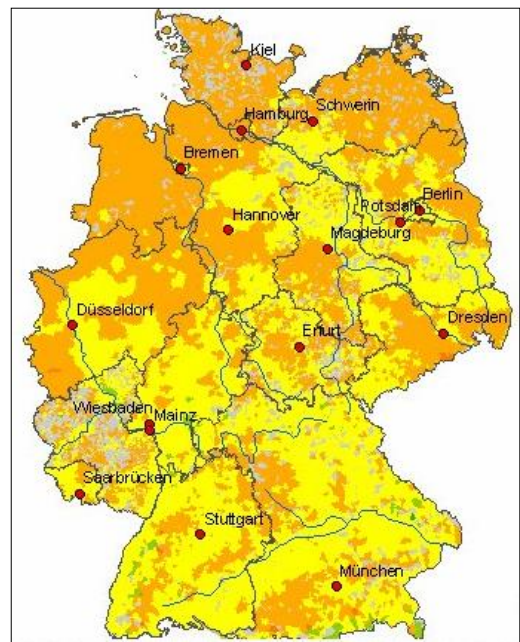 Kiel
Schwerin
Hamburg
Bremen
Berlin
Potsdam
Hannover
Magdeburg
Düsseldorf
Dresden
Erfurt
Wiesbaden
Mainz
Saarbrücken
Stuttgart
München